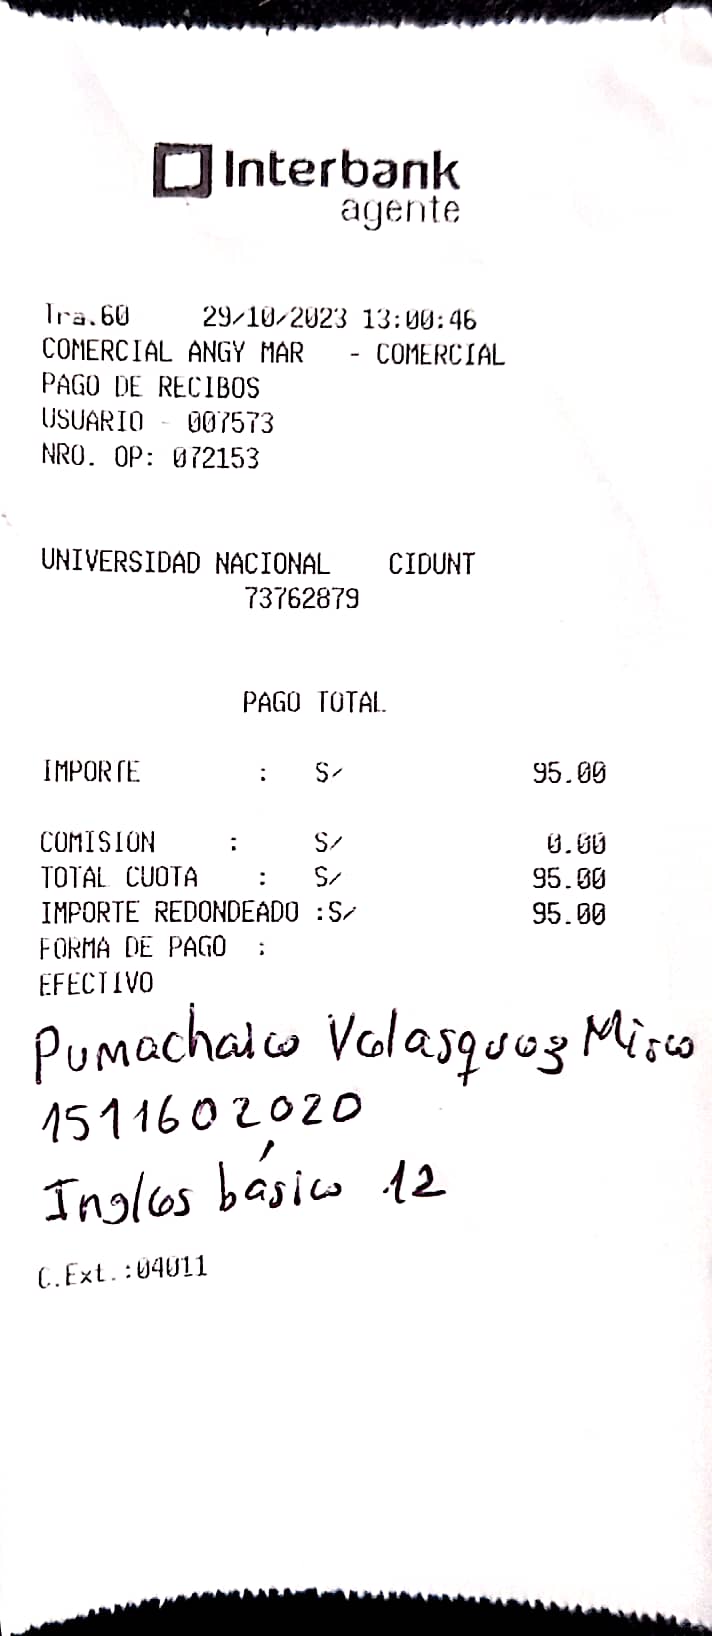 Interbank
agente
Tra.60 29/10/2023 13:00:46
COMERCIAL ANGY MAR - COMERCIAL
PAGO DE RECIBOS
USUARIO - 007573
NRO. OP: 072153
UNIVERSIDAD NACIONAL CIDUNT
73762879
PAGO TOTAL
IMPORTE : S/ 95.00
COMISION : S/ 0.00
TOTAL CUOTA : S/ 95.00
IMPORTE REDONDEADO :S/ 95.00
FORMA DE PAGO :
EFECTIVO
Velasquez
1511602020
Ingles básico 12
C.Ext.:04011